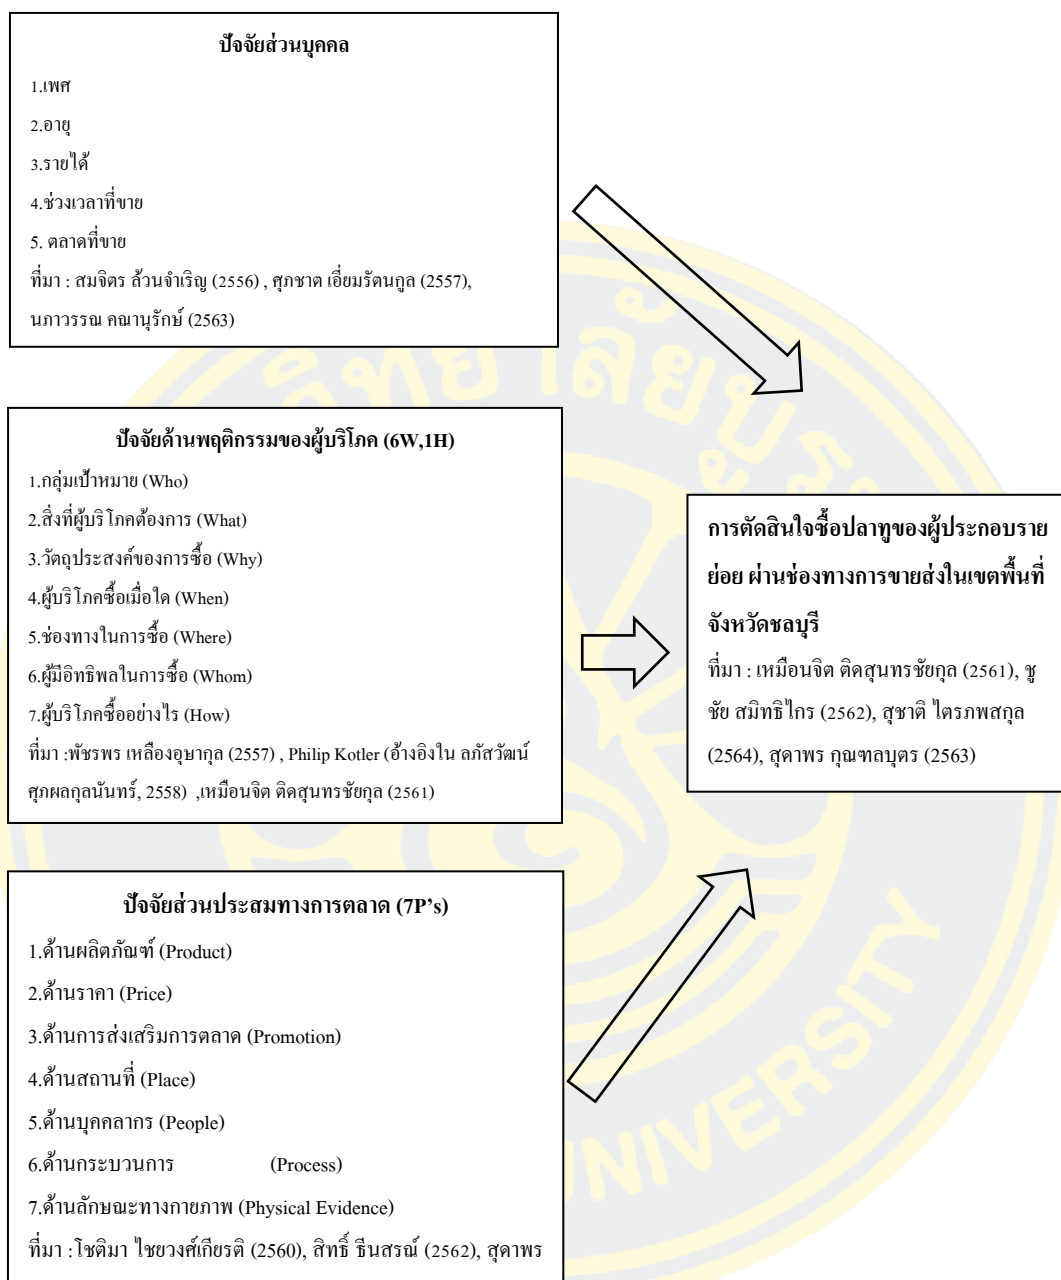 ปัจจัยส่วนบุคคล
1.เพศ
2.อายุ
3.รายได้
4.ช่วงเวลาที่ขาย
5. ตลาดที่ขาย
ที่มา : สมจิตร ล้วนจำเริญ (2556) , ศุภชาต เอี่ยมรัตนกูล (2557),
นภาวรรณ คณานุรักษ์ (2563)
ปัจจัยด้านพฤติกรรมของผู้บริโภค (6W,1H)
1.กลุ่มเป้าหมาย (Who)
2.สิ่งที่ผู้บริโภคต้องการ (What)
3.วัตถุประสงค์ของการซื้อ (Why)
4.ผู้บริโภคซื้อเมื่อใด (When)
5.ช่องทางในการซื้อ (Where)
6.ผู้มีอิทธิพลในการซื้อ (Whom)
7.ผู้บริโภคซื้ออย่างไร (How)
ที่มา :พัชรพร เหลืองอุษากุล (2557) , Philip Kotler (อ้างอิงใน ลภัสวัฒน์
ศุภผลกุลนันทร์, 2558) ,เหมือนจิต ติดสุนทรชัยกุล (2561)
การตัดสินใจซื้อปลาทูของผู้ประกอบราย
ย่อย ผ่านช่องทางการขายส่งในเขตพื้นที่
จังหวัดชลบุรี
ที่มา : เหมือนจิต ติดสุนทรชัยกุล (2561), ชู
ชัย สมิทธิไกร (2562), สุชาติ ไตรภพสกุล
(2564), สุดาพร กุณฑลบุตร (2563)
ปัจจัยส่วนประสมทางการตลาด (7P’s)
1.ด้านผลิตภัณฑ์ (Product)
2.ด้านราคา (Price)
3.ด้านการส่งเสริมการตลาด (Promotion)
4.ด้านสถานที่ (Place)
5.ด้านบุคคลากร (People)
6.ด้านกระบวนการ (Process)
7.ด้านลักษณะทางกายภาพ (Physical Evidence)
ที่มา :โชติมา ไชยวงศ์เกียรติ (2560), สิทธิ์ ธีนสรณ์ (2562), สุดาพร
UNIVERSITY